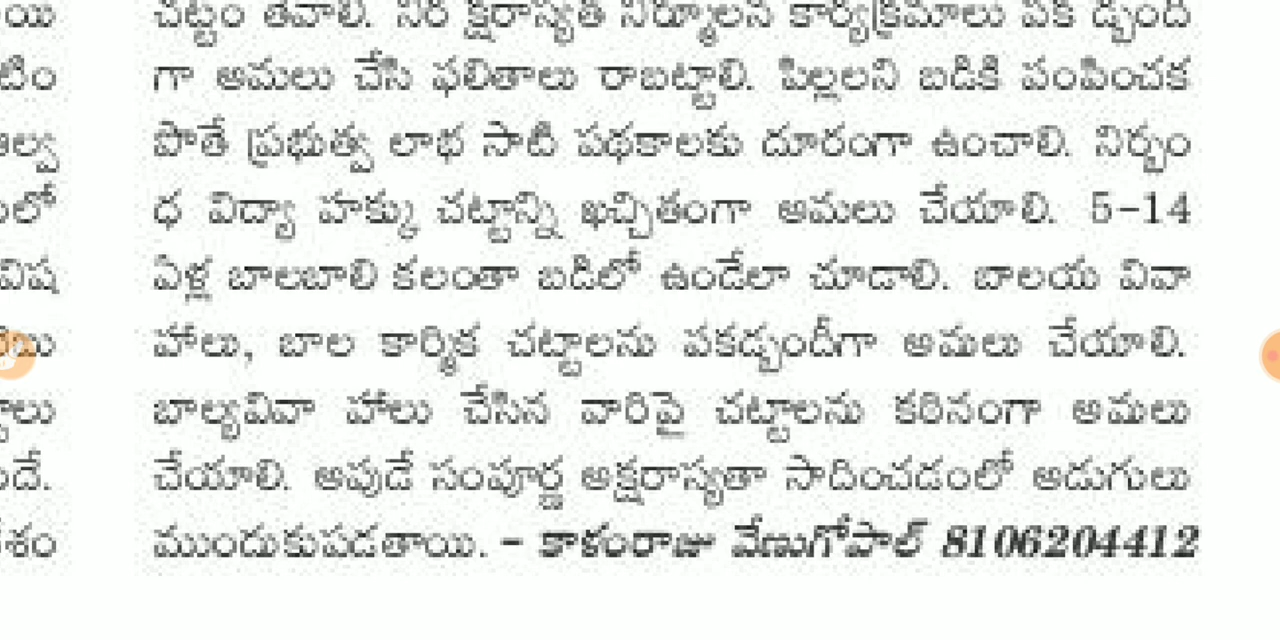 యి
చట్టం తేవాలి. నిర క్షరాస్యత నిర్మూలన కార్యక్రమాలు పక డ్బంది
టిం
గా అమలు చేసి ఫలితాలు రాబట్టాలి. పిల్లలని బడికి పంపించక
ఆల్వ
పొతే ప్రభుత్వ లాభ సాటి పథకాలకు దూరంగా ఉంచాలి. నిర్బం
లో
ధ విద్యా హక్కు చట్టాన్ని ఖచ్చితంగా అమలు చేయాలి. 5-14
విష
ఏళ్ల బాలబాలి కలంతా బడిలో ఉండేలా చూడాలి. బాలయ వివా
హాలు, బాల కార్మిక చట్టాలను పకడ్బందీగా అమలు చేయాలి.
లు
బాల్యవివా హాలు చేసిన వారిపై చట్టాలను కఠినంగా అమలు
దే.
చేయాలి. అపుడే సంపూర్ణ అక్షరాస్యతా సాదించడంలో అడుగులు
శం
ముందుకుపడతాయి. - కాళంరాజు వేణుగోపాల్ 8106204412